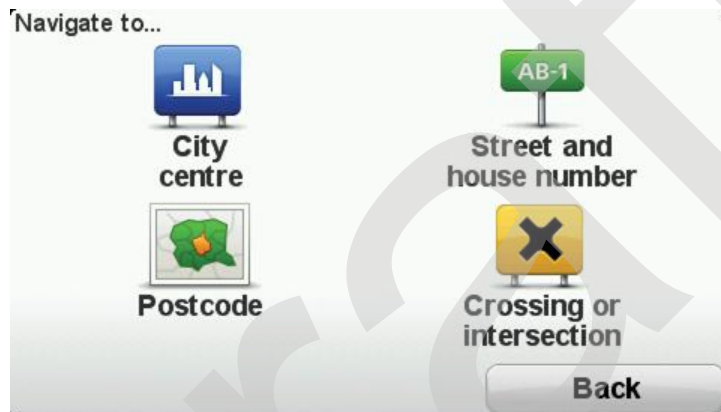 Navigate to...
City
centre
AB-1
Street and
house number
Postcode
Crossing or
intersection
Back